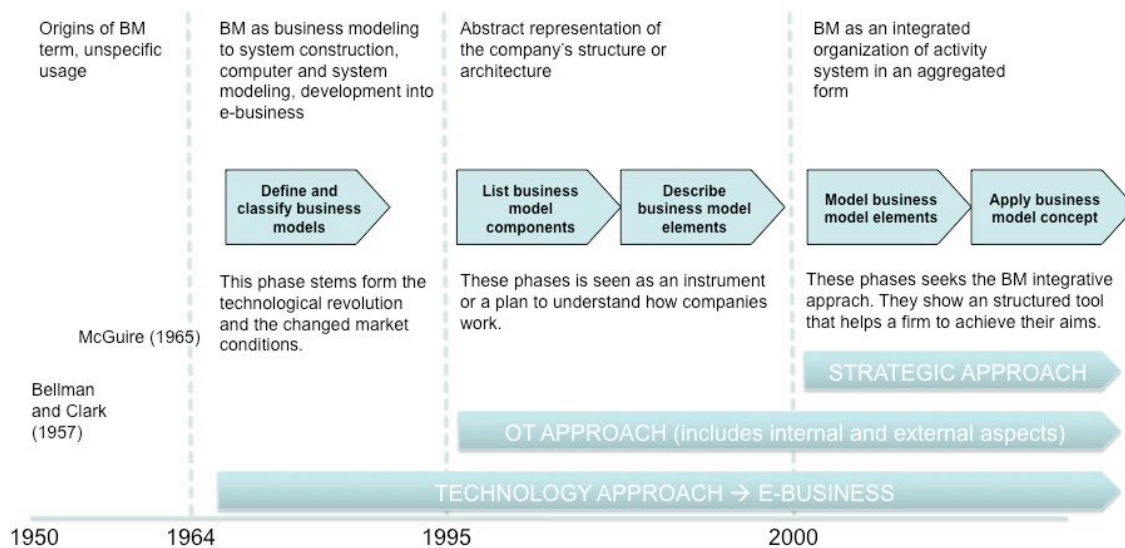 Origins of BM
term, unspecific
usage
BM as business modeling
to system construction,
computer and system
modeling, development into
e-business
Abstract representation
of the company's structure or
architecture
BM as an integrated
organization of activity
system in an aggregated
form
Define and
classify business
models
List business
model
components
Describe
business model
elements
Model business
model elements
Apply business
model concept
This phase stems form the
technological revolution
and the changed market
conditions.
These phases is seen as an instrument
or a plan to understand how companies
work.
These phases seeks the BM integrative
apprach. They show an structured tool
that helps a firm to achieve their aims.
McGuire (1965)
Bellman
and Clark
(1957)
STRATEGIC APPROACH
OT APPROACH (includes internal and external aspects)
TECHNOLOGY APPROACH → E-BUSINESS
1950
1964
1995
2000